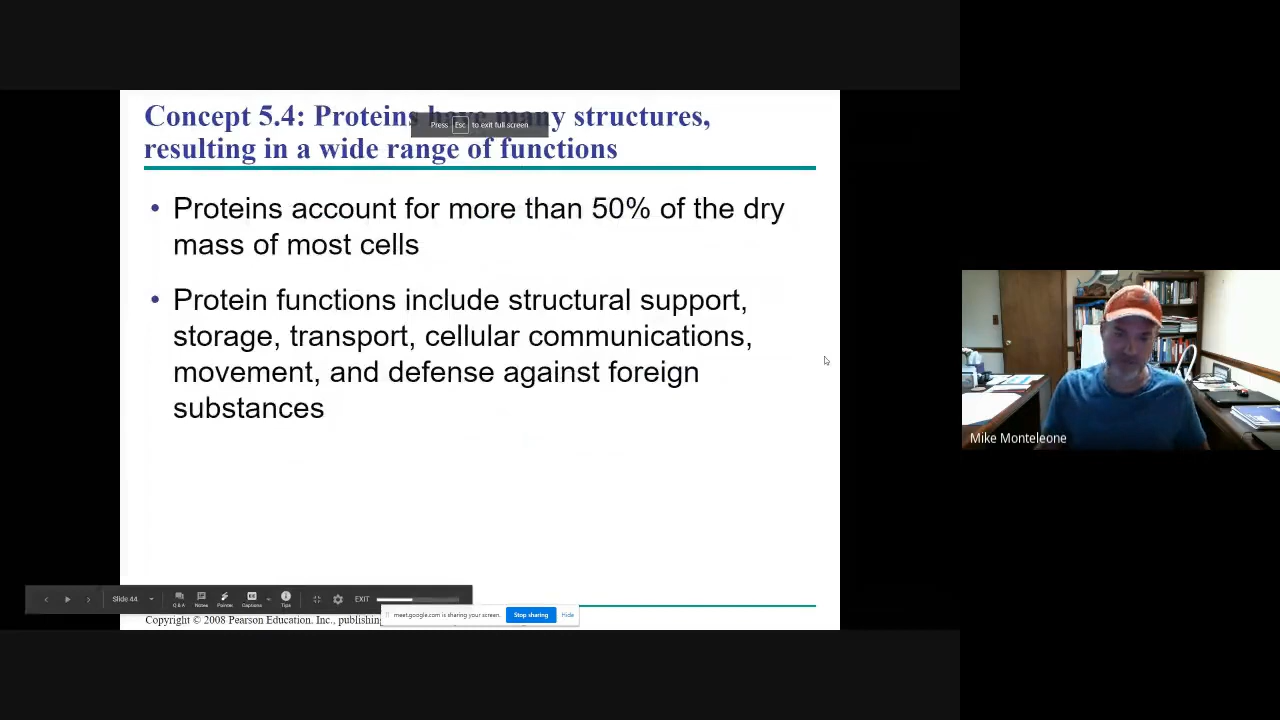 Concept 5.4: Proteins have many structures,
Press Esc to exit full screen
resulting in a wide range of functions
• Proteins account for more than 50% of the dry
mass of most cells
• Protein functions include structural support,
storage, transport, cellular communications,
movement, and defense against foreign
substances
Mike Monteleone
Slide 44
Q & A
Notes
Pointer
Captions
Tips
EXIT
meet.google.com is sharing your screen.
Stop sharing
Hide
Copyright © 2008 Pearson Education. Inc., publishing